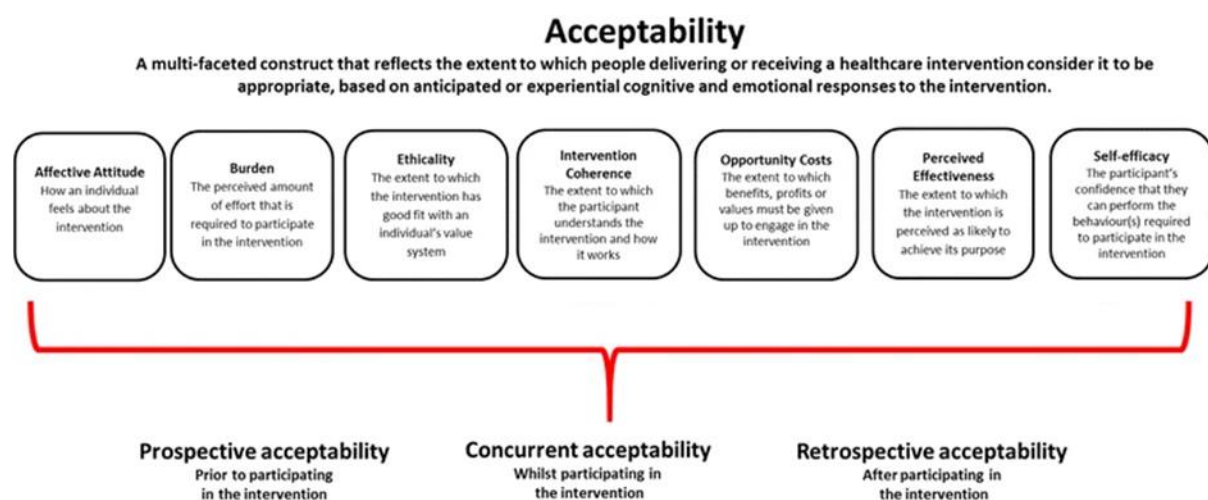 Acceptability
A multi-faceted construct that reflects the extent to which people delivering or receiving a healthcare intervention consider it to be
appropriate, based on anticipated or experiential cognitive and emotional responses to the intervention.
Affective Attitude
How an individual
feels about the
intervention
Burden
The perceived amount
of effort that is
required to participate
in the intervention
Ethicality
The extent to which
the intervention has
good fit with an
individual's value
system
Intervention
Coherence
The extent to which
the participant
understands the
intervention and how
it works
Opportunity Costs
The extent to which
benefits, profits or
values must be given
up to engage in the
intervention
Perceived
Effectiveness
The extent to which
the intervention is
perceived as likely to
achieve its purpose
Self-efficacy
The participant's
confidence that they
can perform the
behaviour(s) required
to participate in the
intervention
Prospective acceptability
Prior to participating
in the intervention
Concurrent acceptability
Whilst participating in
the intervention
Retrospective acceptability
After participating in
the intervention